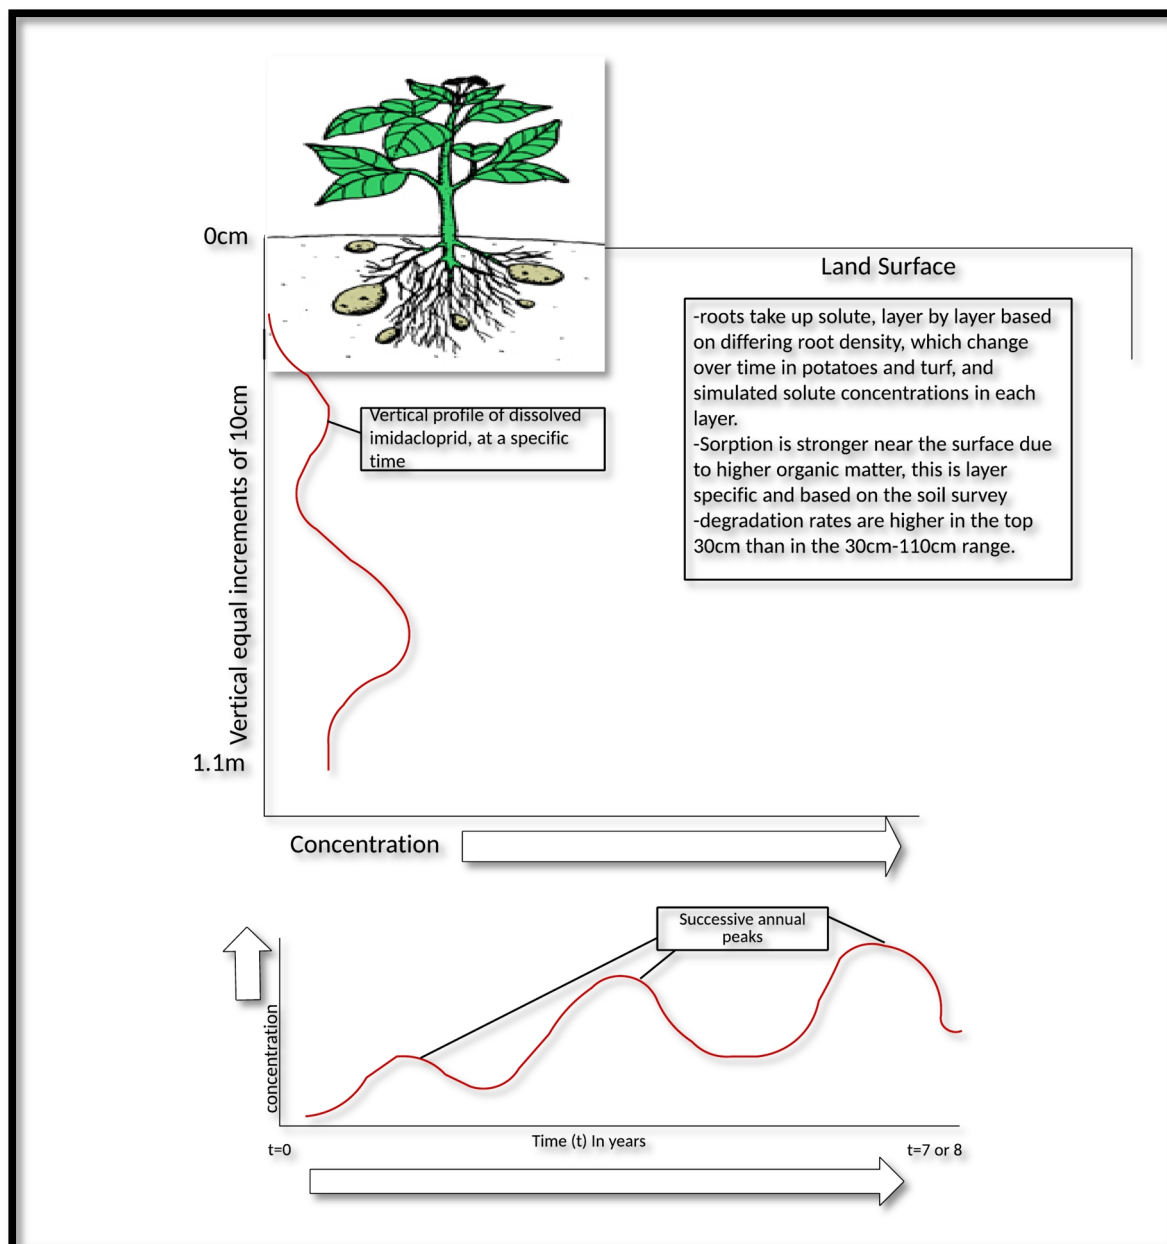 0cm
Land Surface
-roots take up solute, layer by layer based
on differing root density, which change
over time in potatoes and turf, and
simulated solute concentrations in each
layer.
-Sorption is stronger near the surface due
to higher organic matter, this is layer
specific and based on the soil survey
-degradation rates are higher in the top
30cm than in the 30cm-110cm range.
Vertical equal increments of 10cm
Vertical profile of dissolved
imidacloprid, at a specific
time
1.1m
Concentration
Successive annual
peaks
concentration
Time (t) In years
t=0
t=7 or 8